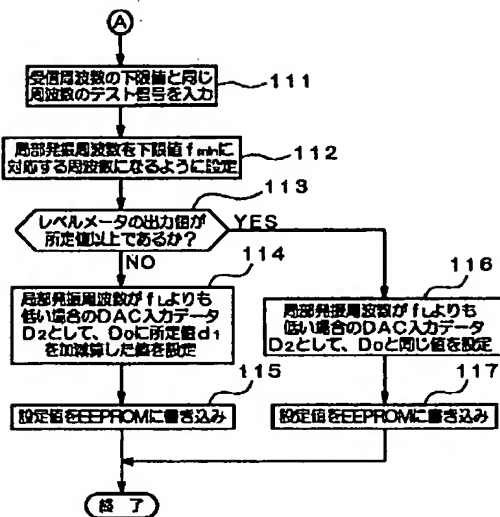 A
受信周波数の下限値と同じ
周波数のテスト信号を入力
111
局部発振周波数を下限値fminに
対応する周波数になるように設定
112
113
レベルメータの出力値が
所定値以上であるか?
YES
NO
114
局部発振周波数がfLよりも
低い場合のDAC入力データ
D2として、D0に所定値d1
を加減算した値を設定
116
局部発振周波数がfLよりも
低い場合のDAC入力データ
D2として、D0と同じ値を設定
115
設定値をEEPROMに書き込み
117
設定値をEEPROMに書き込み
終 了